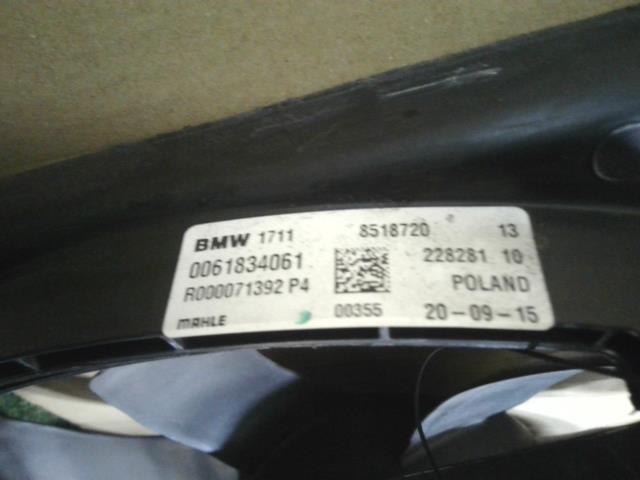 BMW 1711 8518720 13
0061834061 228281 10
R000071392 P4 POLAND
MAHLE 00355 20-09-15